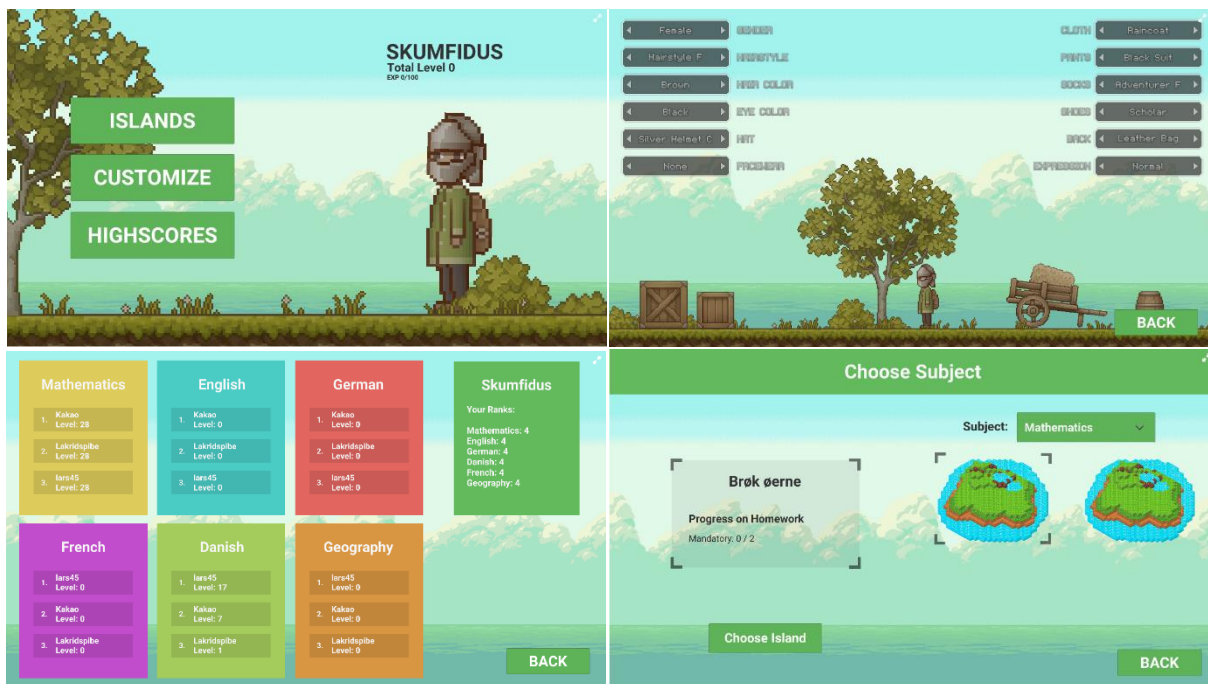 SKUMFIDUS
Total Level 0
EXP 0/100
ISLANDS
CUSTOMIZE
HIGHSCORES
Female
GENDER
Hairstyle F
HAIRSTYLE
Brown
HAIR COLOR
Black
EYE COLOR
Silver Helmet C
HAT
None
FACEWEAR
CLOTH
Raincoat
PANTS
Black Suit
SOCKS
Adventurer F
SHOES
Scholar
BACK
Leather Bag
EXPRESSION
Normal
BACK
Mathematics
1. Kakao
Level: 28
2. Lakridspibe
Level: 28
3. lars45
Level: 28
English
1. Kakao
Level: 0
2. Lakridspibe
Level: 0
3. lars45
Level: 0
German
1. Kakao
Level: 0
2. Lakridspibe
Level: 0
3. lars45
Level: 0
Skumfidus
Your Ranks:
Mathematics: 4
English: 4
German: 4
Danish: 4
French: 4
Geography: 4
French
1. lars45
Level: 0
2. Kakao
Level: 0
3. Lakridspibe
Level: 0
Danish
1. lars45
Level: 17
2. Kakao
Level: 7
3. Lakridspibe
Level: 1
Geography
1. lars45
Level: 0
2. Kakao
Level: 0
3. Lakridspibe
Level: 0
BACK
Choose Subject
Subject: Mathematics
Brøk øerne
Progress on Homework
Mandatory: 0 / 2
Choose Island
BACK